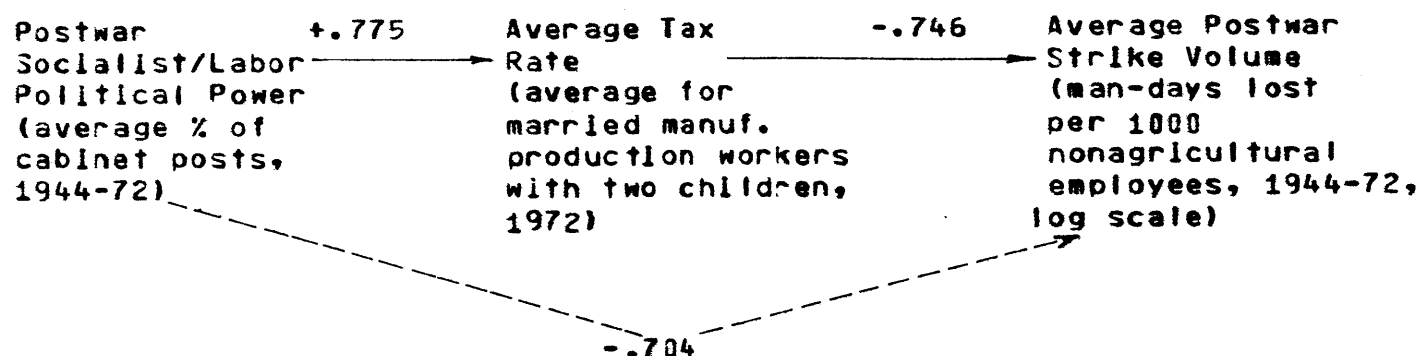 Postwar +.775 Average Tax -.746 Average Postwar
Socialist/Labor Rate Strike Volume
Political Power (average for (man-days lost
(average % of married manuf. per 1000
cabinet posts, production workers nonagricultural
1944-72) with two children, employees, 1944-72,
1972) log scale)
-.704